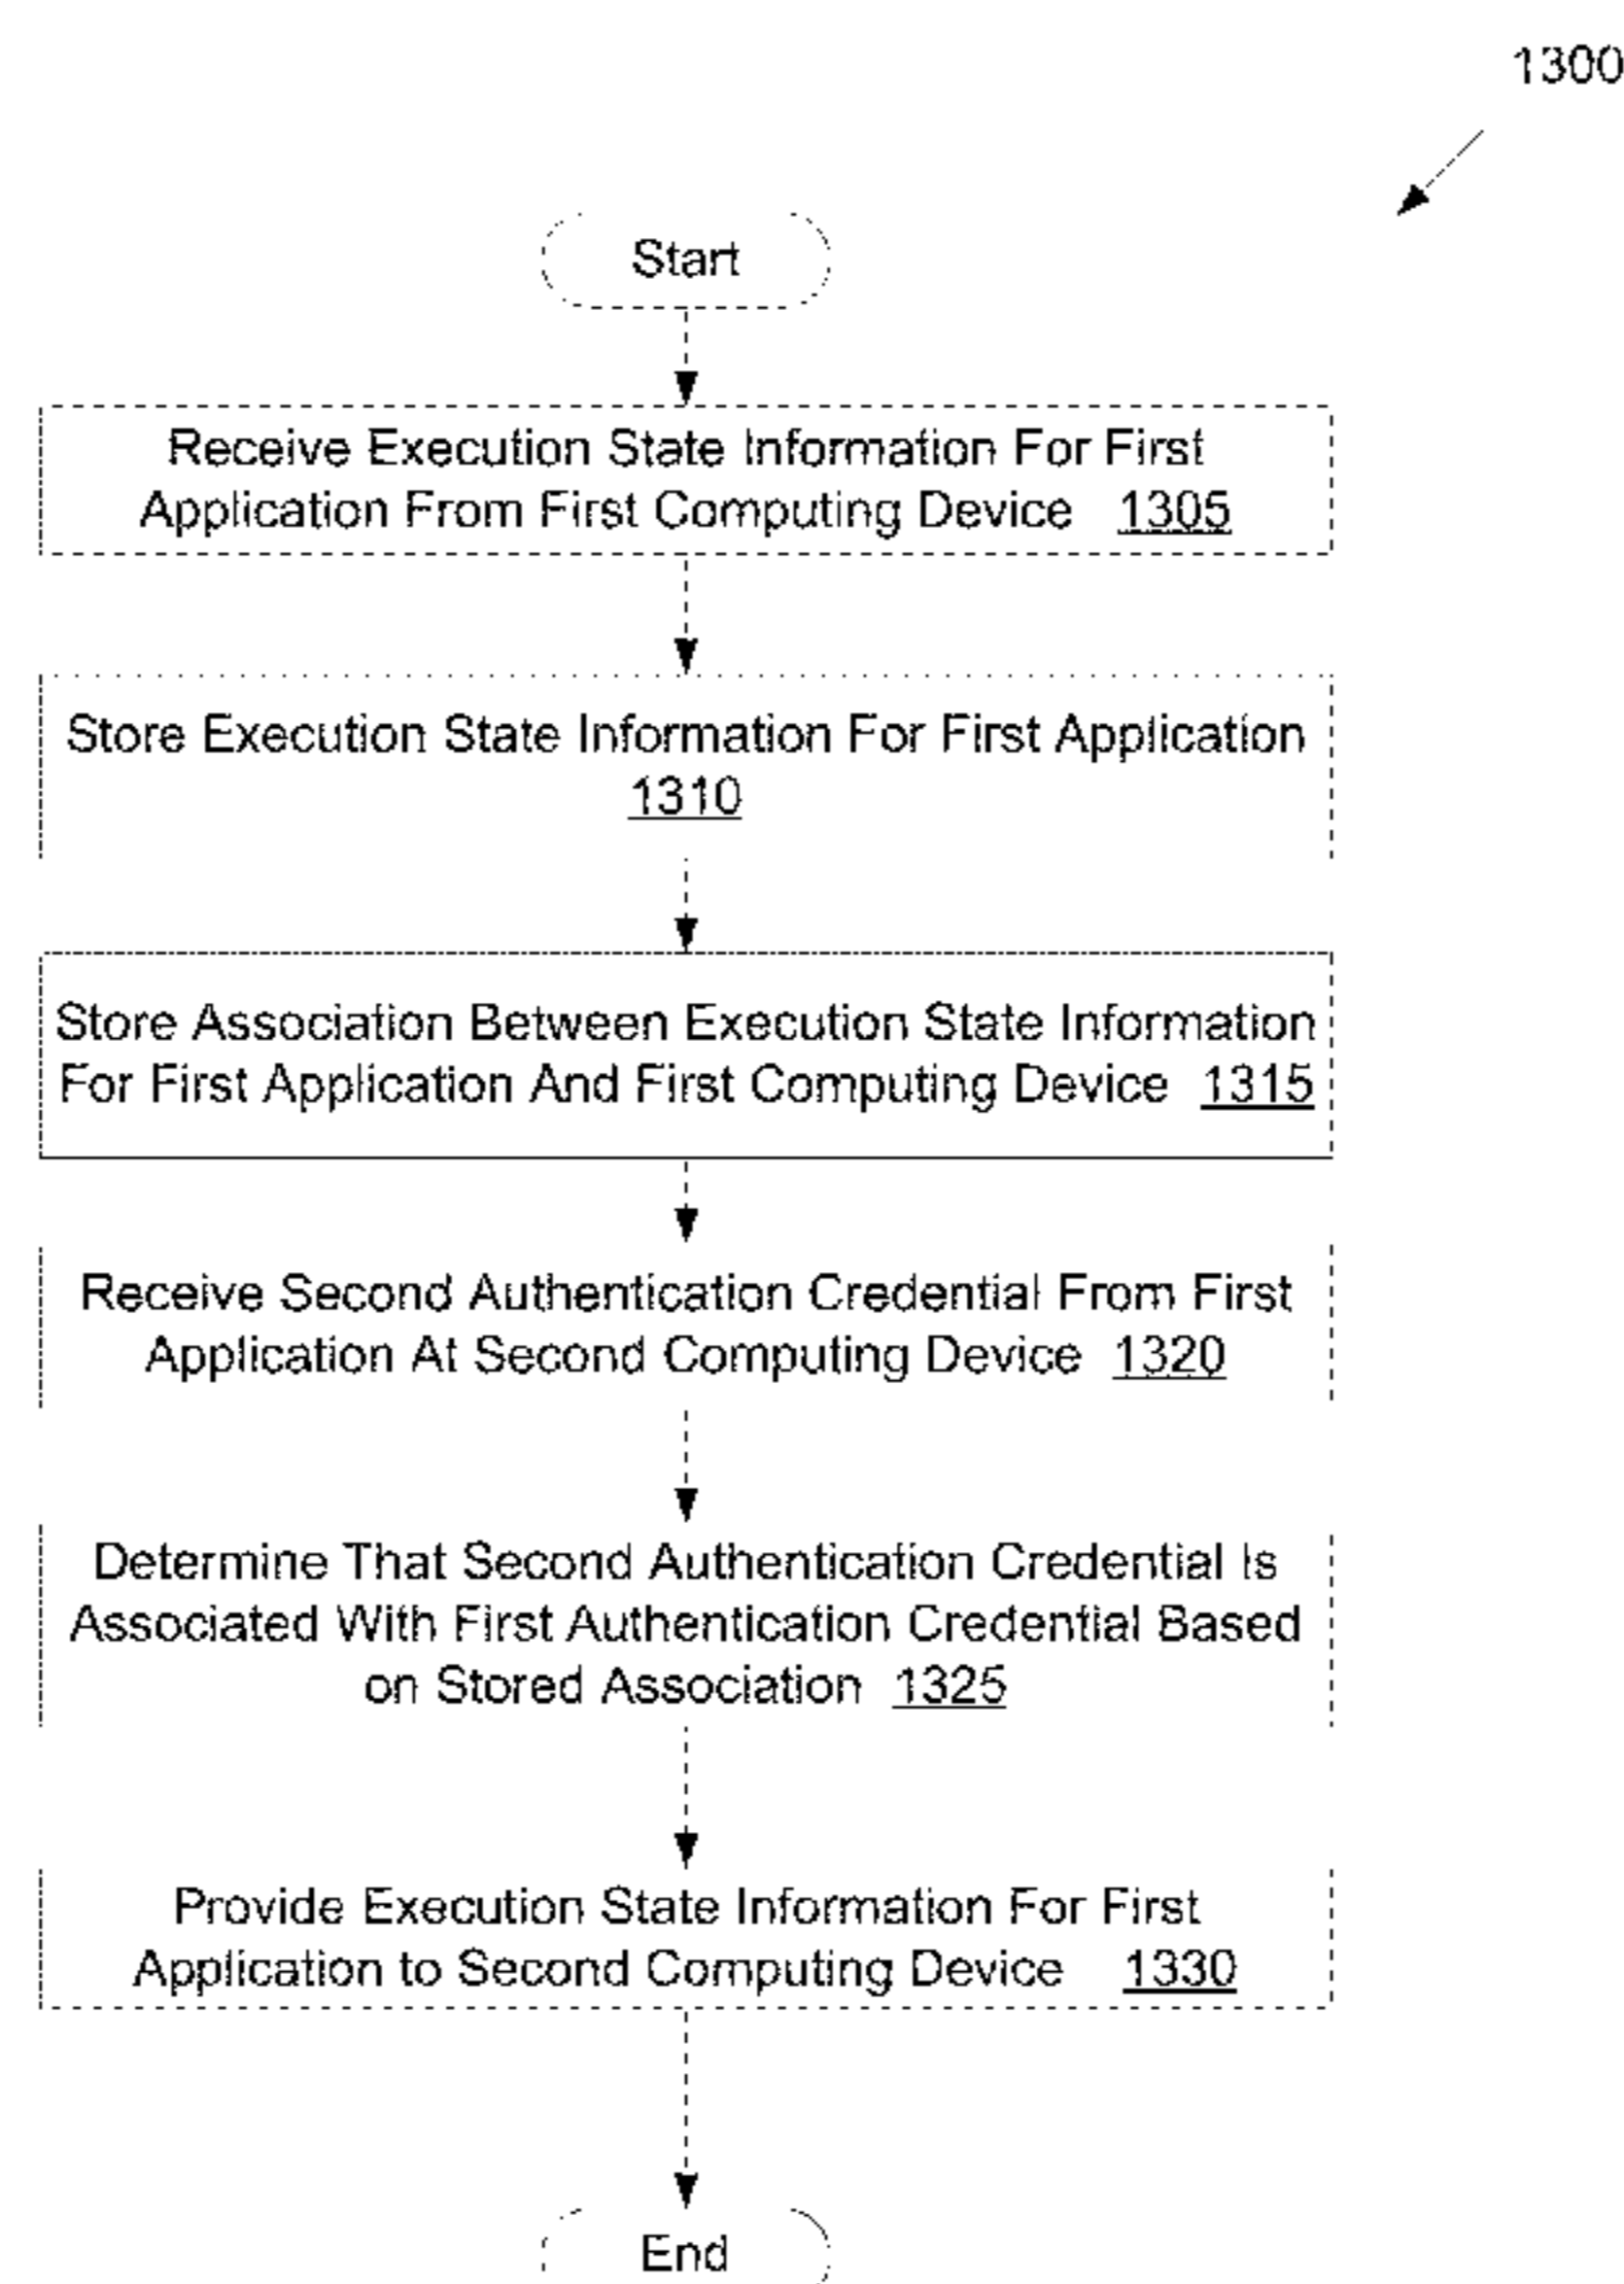 1300
Start
Receive Execution State Information For First
Application From First Computing Device 1305
Store Execution State Information For First Application
1310
Store Association Between Execution State Information
For First Application And First Computing Device 1315
Receive Second Authentication Credential From First
Application At Second Computing Device 1320
Determine That Second Authentication Credential Is
Associated With First Authentication Credential Based
on Stored Association 1325
Provide Execution State Information For First
Application to Second Computing Device 1330
End